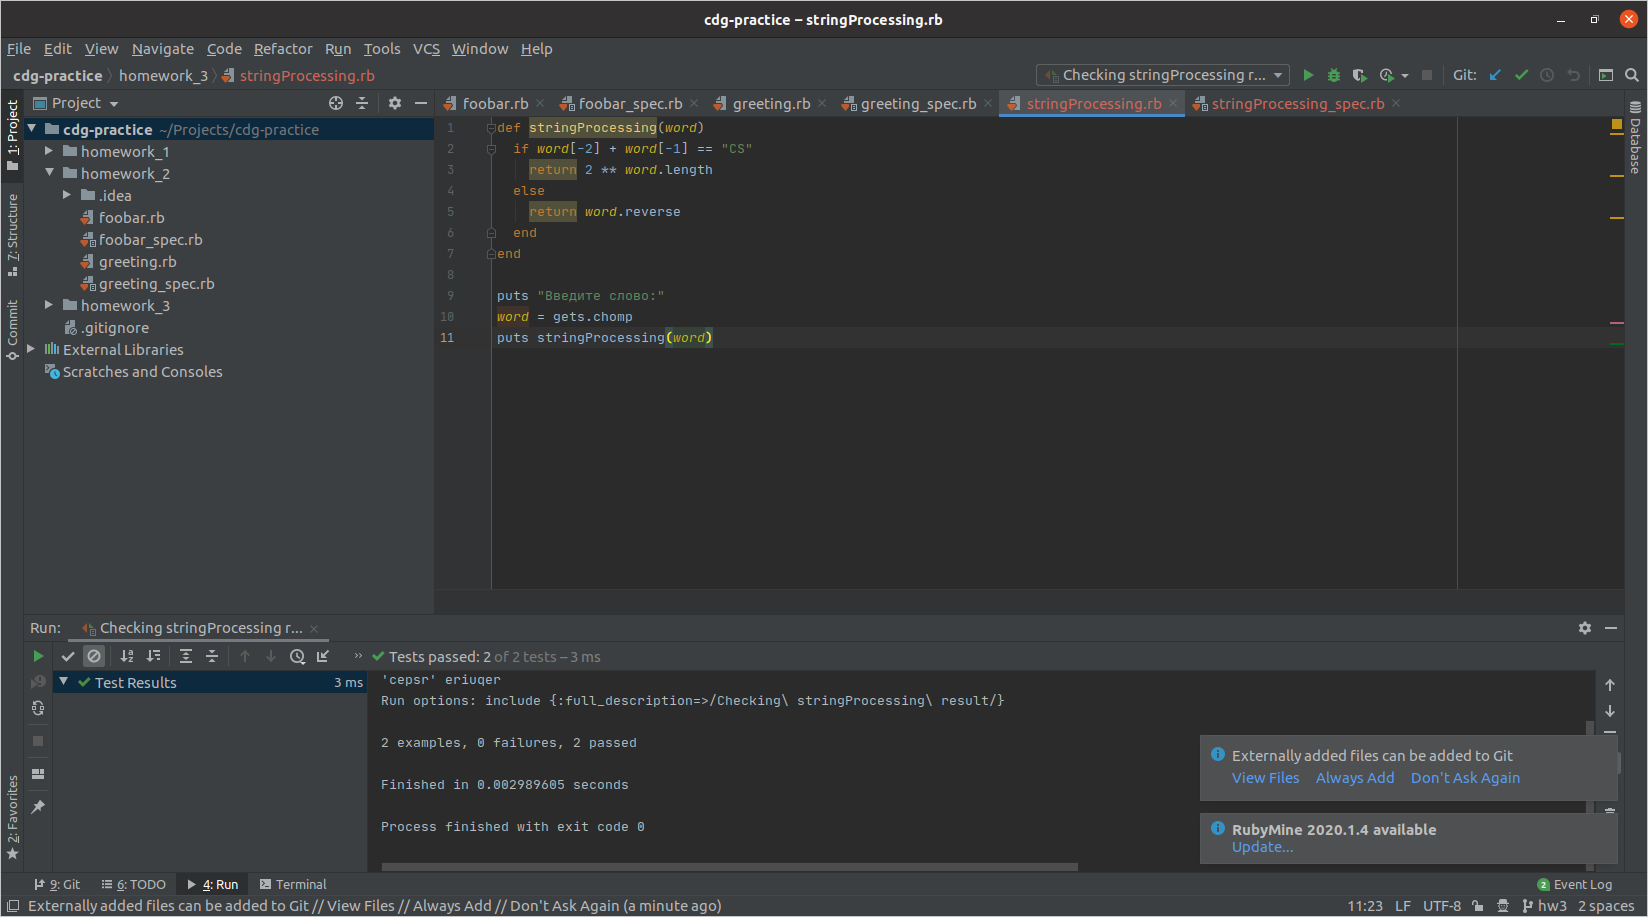 cdg-practice – stringProcessing.rb
File Edit View Navigate Code Refactor Run Tools VCS Window Help
cdg-practice homework_3 stringProcessing.rb
Checking stringProcessing r... Git:
1: Project
7: Structure
Commit
2: Favorites
Project
cdg-practice ~/Projects/cdg-practice
homework_1
homework_2
.idea
foobar.rb
foobar_spec.rb
greeting.rb
greeting_spec.rb
homework_3
.gitignore
External Libraries
Scratches and Consoles
foobar.rb foobar_spec.rb greeting.rb greeting_spec.rb stringProcessing.rb stringProcessing_spec.rb
1 def stringProcessing(word)
2 if word[-2] + word[-1] == "CS"
3 return 2 ** word.length
4 else
5 return word.reverse
6 end
7 end
8
9 puts "Введите слово:"
10 word = gets.chomp
11 puts stringProcessing(word)
Database
Run: Checking stringProcessing r...
Tests passed: 2 of 2 tests – 3 ms
Test Results 3 ms
'cepsr' eriuqer
Run options: include {:full_description=>/Checking\ stringProcessing\ result/}
2 examples, 0 failures, 2 passed
Finished in 0.002989605 seconds
Process finished with exit code 0
Externally added files can be added to Git
View Files Always Add Don't Ask Again
RubyMine 2020.1.4 available
Update...
9: Git 6: TODO 4: Run Terminal 2 Event Log
Externally added files can be added to Git // View Files // Always Add // Don't Ask Again (a minute ago) 11:23 LF UTF-8 hw3 2 spaces